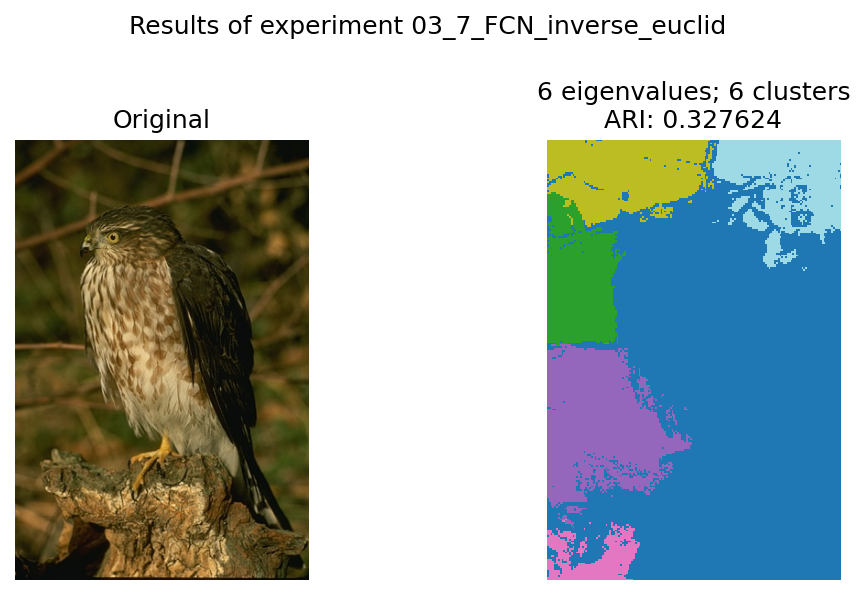 Results of experiment 03_7_FCN_inverse_euclid
Original
6 eigenvalues; 6 clusters
ARI: 0.327624